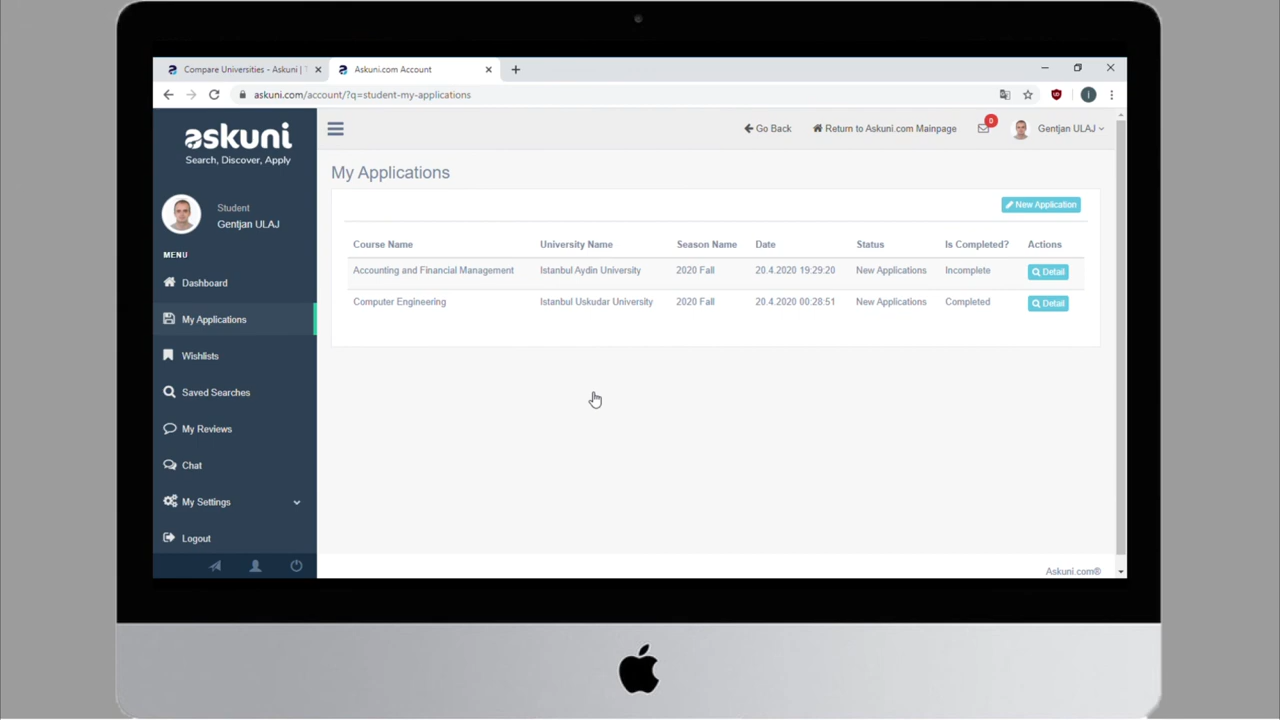 Compare Universities - Askuni | T
Askuni.com Account
askuni.com/account/?q=student-my-applications
askuni
Search, Discover, Apply
Go Back
Return to Askuni.com Mainpage
0
Gentjan ULAJ
Student
Gentjan ULAJ
MENU
Dashboard
My Applications
Wishlists
Saved Searches
My Reviews
Chat
My Settings
Logout
My Applications
New Application
Course Name University Name Season Name Date Status Is Completed? Actions
Accounting and Financial Management Istanbul Aydin University 2020 Fall 20.4.2020 19:29:20 New Applications Incomplete Detail
Computer Engineering Istanbul Uskudar University 2020 Fall 20.4.2020 00:28:51 New Applications Completed Detail
Askuni.com®